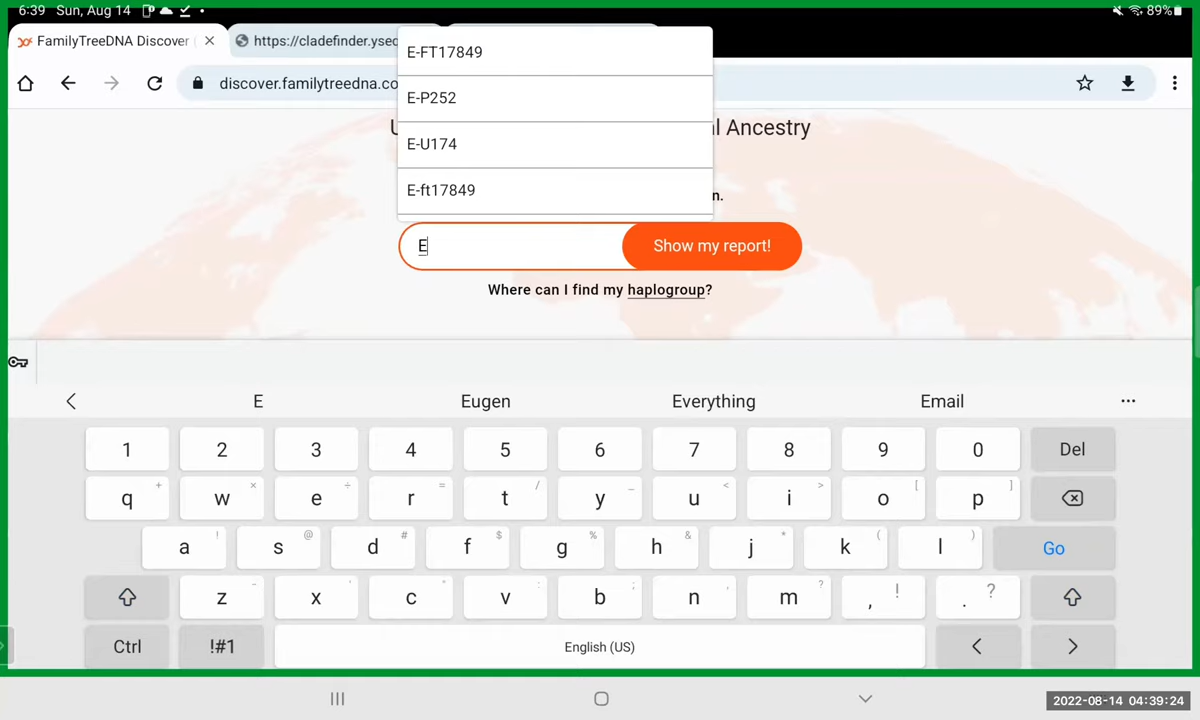 6:39 Sun, Aug 14
89%
FamilyTreeDNA Discover
https://cladefinder.ysec
discover.familytreedna.co
E-FT17849
E-P252
E-U174
E-ft17849
U
l Ancestry
n.
E
Show my report!
Where can I find my haplogroup?
E Eugen Everything Email ...
1 2 3 4 5 6 7 8 9 0 Del
q + w × e ÷ r = t / y _ u < i > o [ p ]
a ! s @ d # f $ g % h & j * k ( l ) Go
z - x ' c " v : b ; n , m ? , ! . ?
Ctrl !#1 English (US) < >
2022-08-14 04:39:24